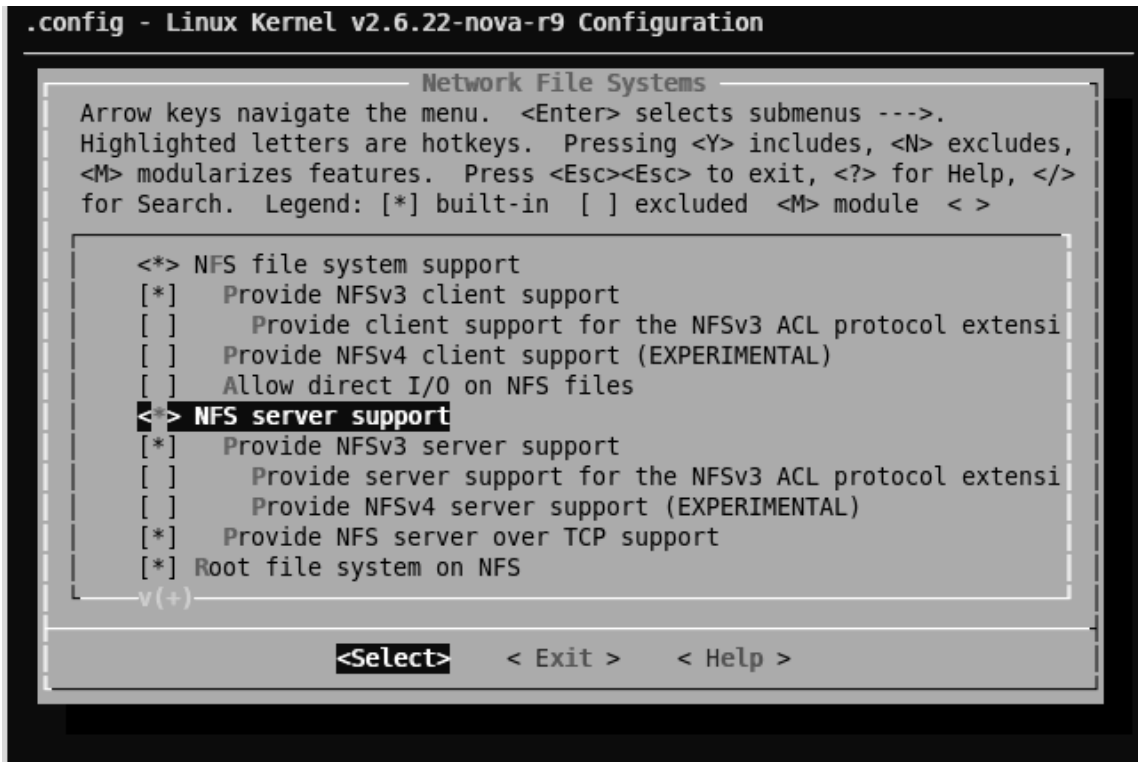 .config - Linux Kernel v2.6.22-nova-r9 Configuration
Network File Systems
Arrow keys navigate the menu.  <Enter> selects submenus --->.
Highlighted letters are hotkeys.  Pressing <Y> includes, <N> excludes,
<M> modularizes features.  Press <Esc><Esc> to exit, <?> for Help, </>
for Search.  Legend: [*] built-in  [ ] excluded  <M> module  < >
<*> NFS file system support
[*]   Provide NFSv3 client support
[ ]     Provide client support for the NFSv3 ACL protocol extensi
[ ]   Provide NFSv4 client support (EXPERIMENTAL)
[ ]   Allow direct I/O on NFS files
<*> NFS server support
[*]   Provide NFSv3 server support
[ ]     Provide server support for the NFSv3 ACL protocol extensi
[ ]     Provide NFSv4 server support (EXPERIMENTAL)
[*]   Provide NFS server over TCP support
[*] Root file system on NFS
v(+)
<Select>    < Exit >    < Help >